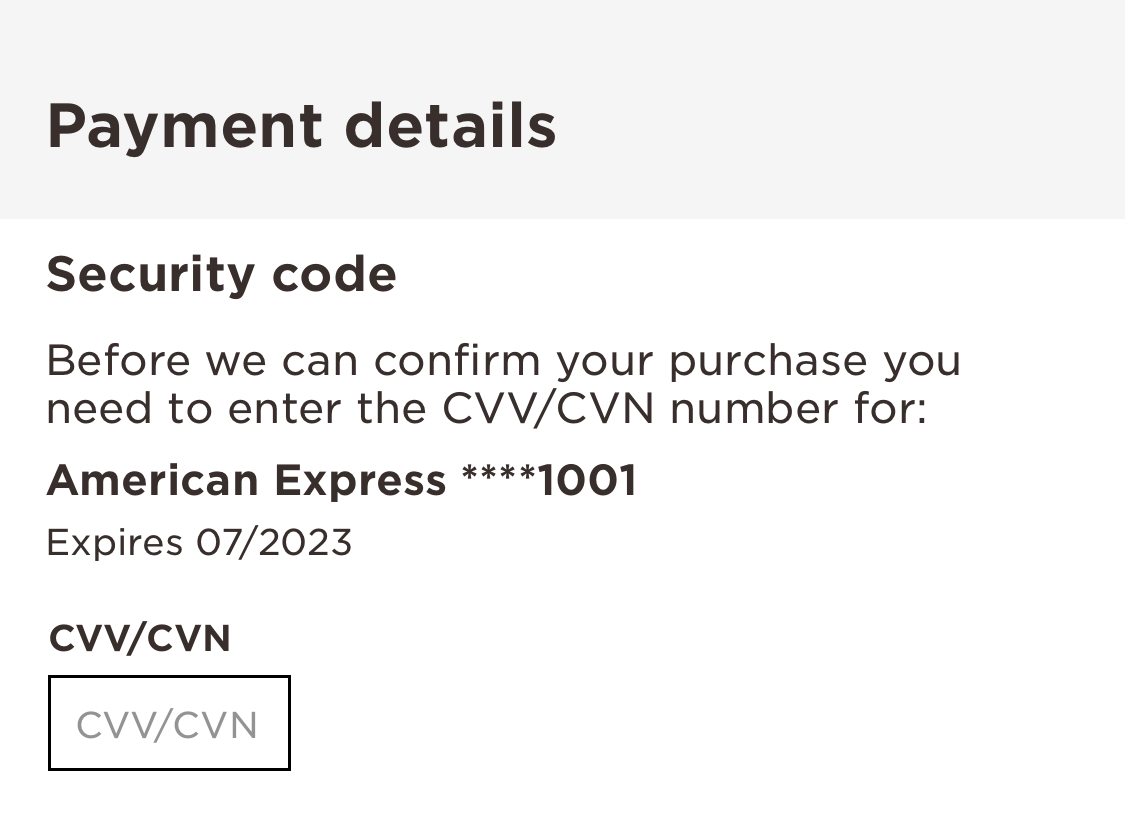 Payment details
Security code
Before we can confirm your purchase you
need to enter the CVV/CVN number for:
American Express ****1001
Expires 07/2023
CVV/CVN
CVV/CVN